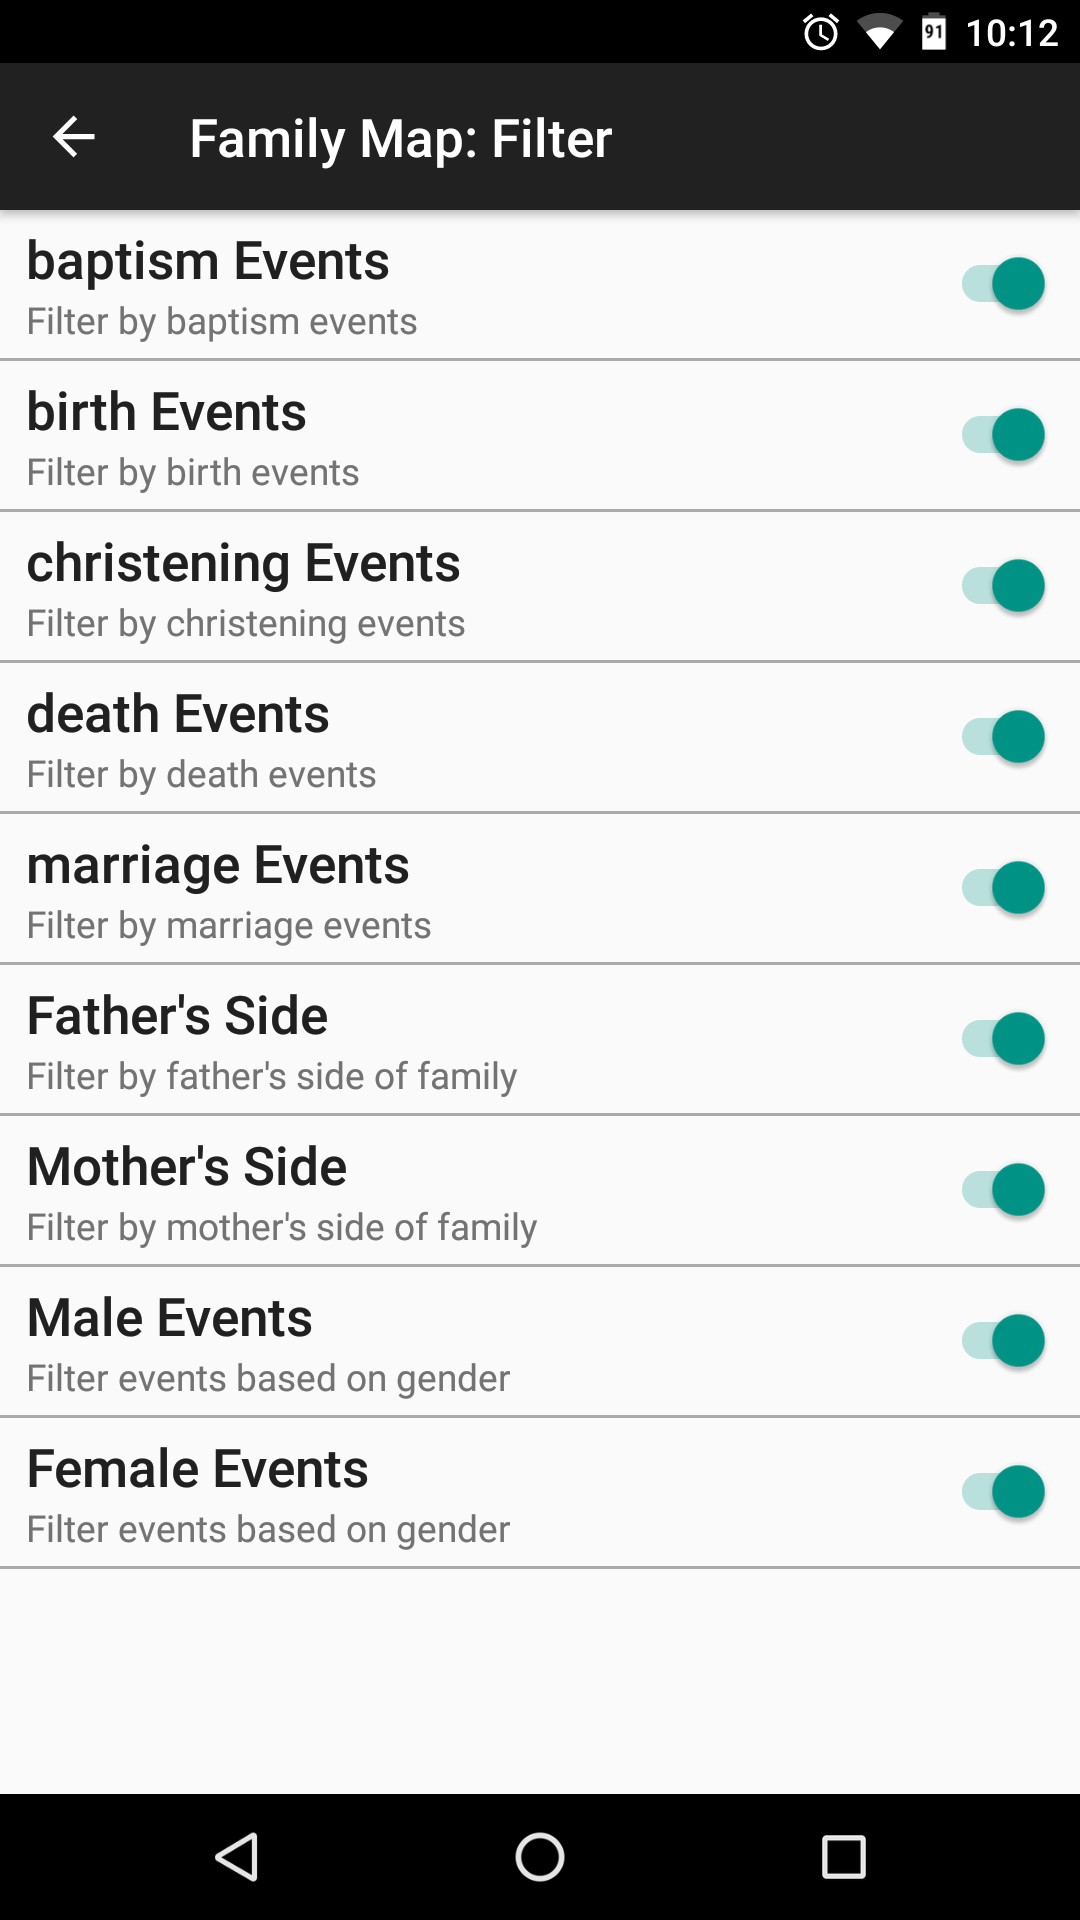 91 10:12
Family Map: Filter
baptism Events
Filter by baptism events
birth Events
Filter by birth events
christening Events
Filter by christening events
death Events
Filter by death events
marriage Events
Filter by marriage events
Father's Side
Filter by father's side of family
Mother's Side
Filter by mother's side of family
Male Events
Filter events based on gender
Female Events
Filter events based on gender